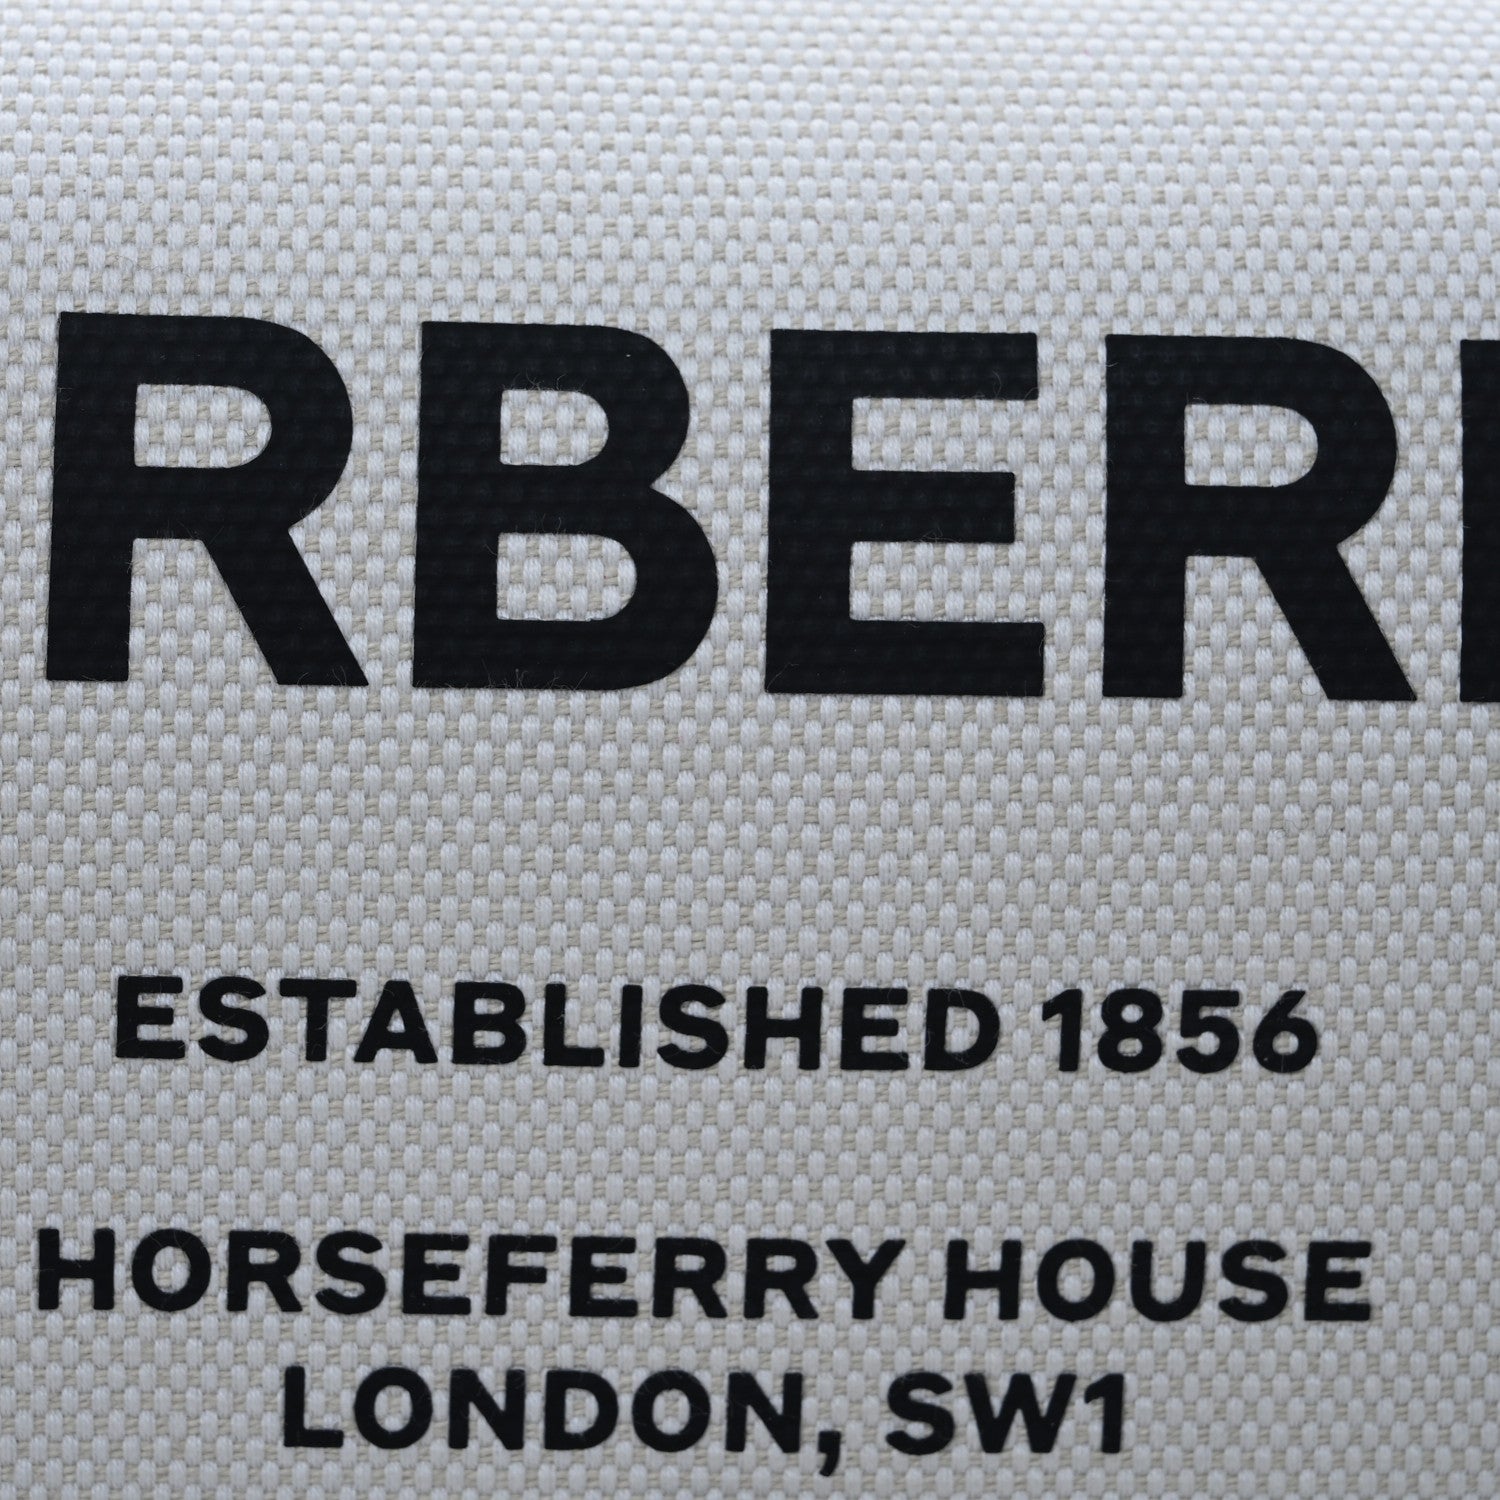 RBER
ESTABLISHED 1856
HORSEFERRY HOUSE
LONDON, SW1